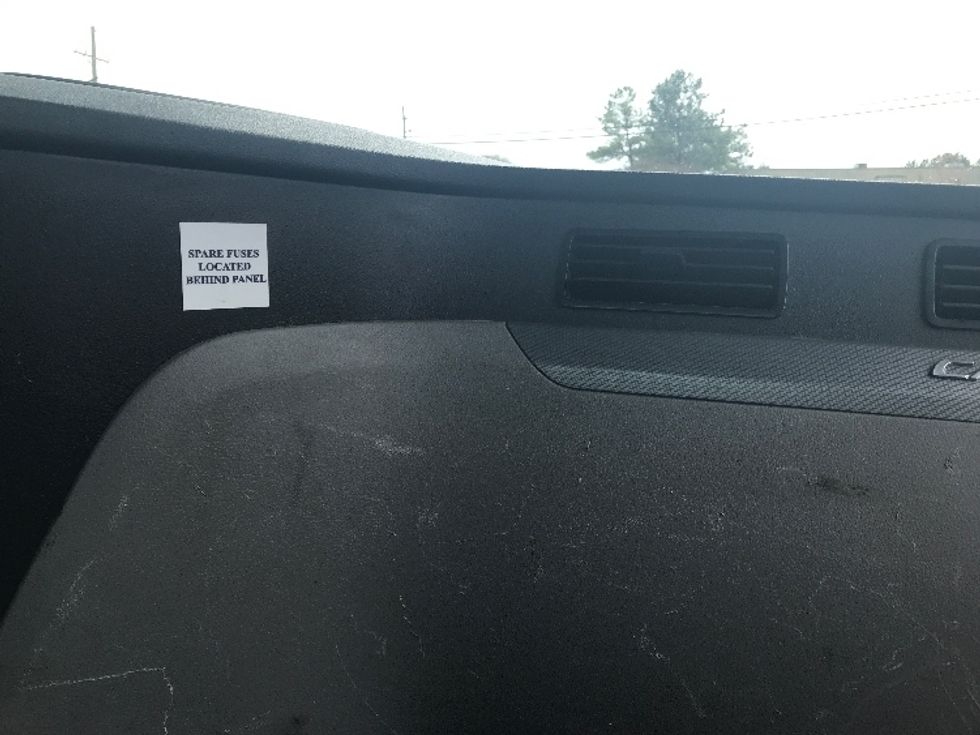 SPARE FUSES
LOCATED
BEHIND PANEL